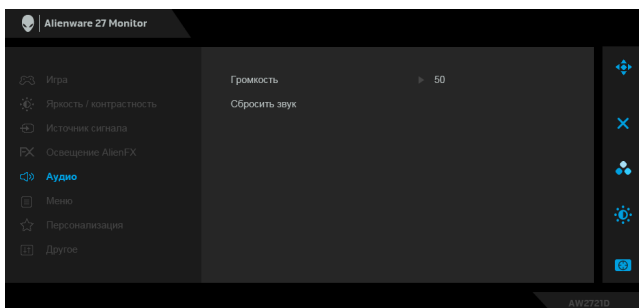 Alienware 27 Monitor
Игра
Яркость / контрастность
Источник сигнала
FX Освещение AlienFX
Аудио
Меню
Персонализация
Другое
Громкость 50
Сбросить звук
AW2721D